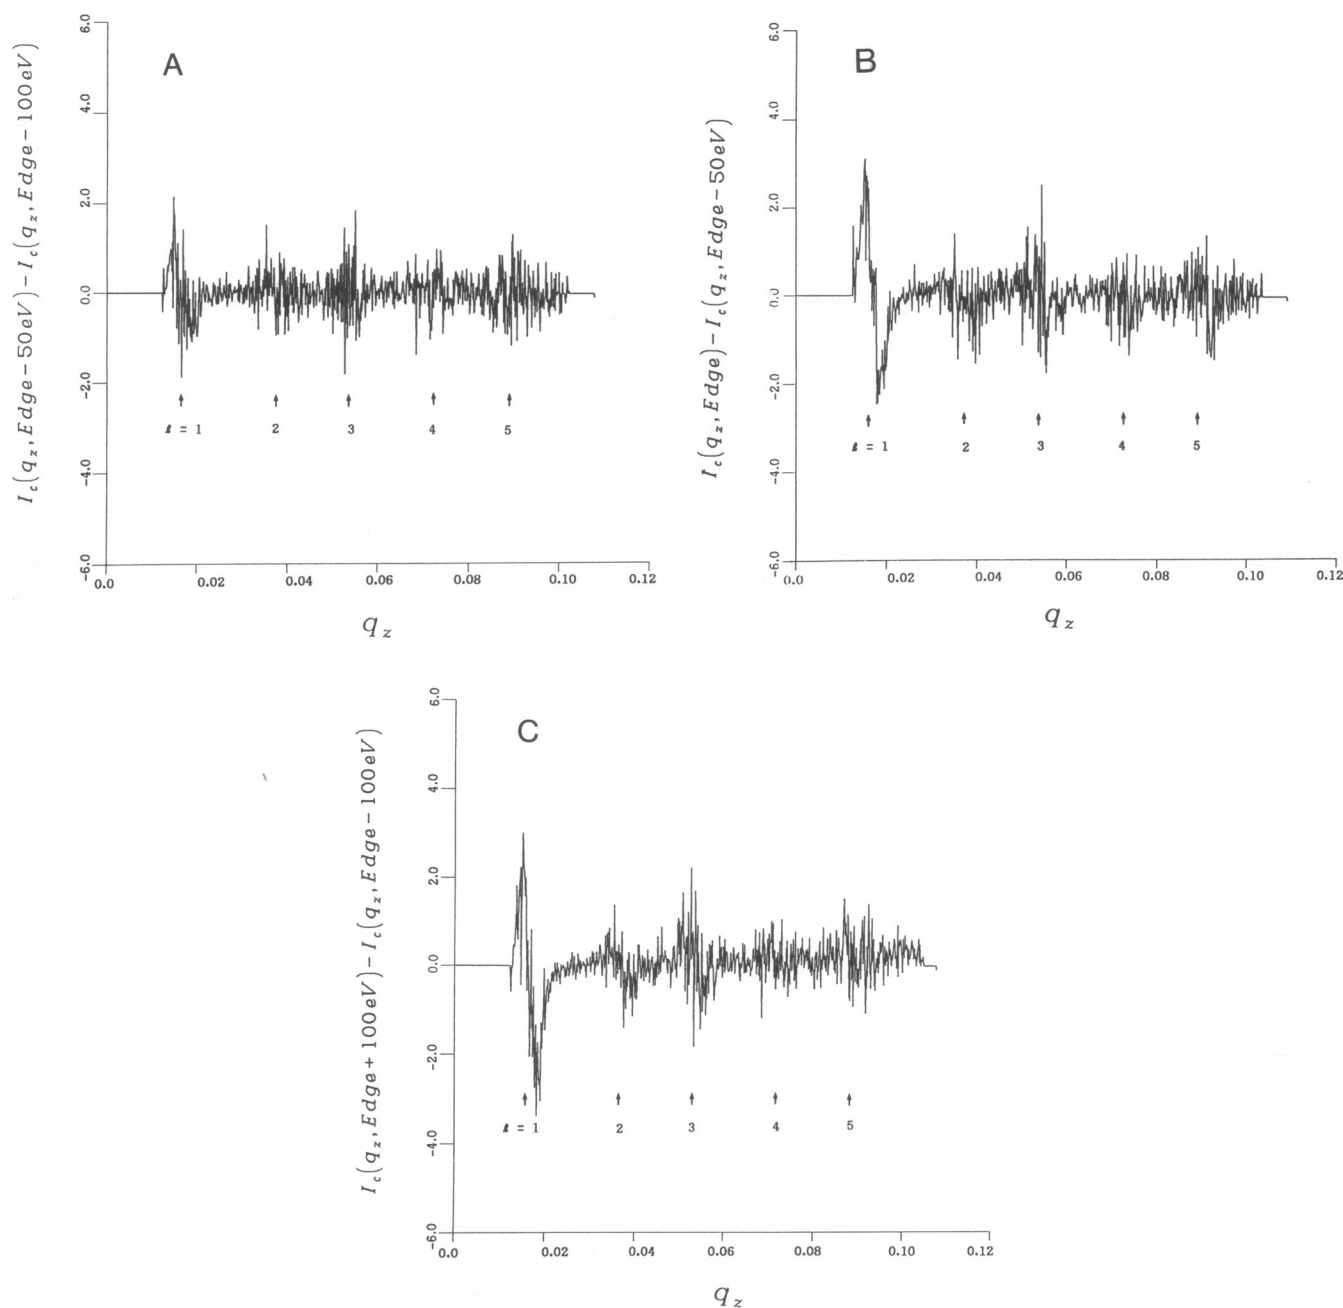 A
I_c(q_z, Edge-50eV) - I_c(q_z, Edge-100eV)
6.0
4.0
2.0
0.0
-2.0
-4.0
-6.0
ℓ = 1 2 3 4 5
0.0 0.02 0.04 0.06 0.08 0.10 0.12
q_z
B
I_c(q_z, Edge) - I_c(q_z, Edge-50eV)
6.0
4.0
2.0
0.0
-2.0
-4.0
-6.0
ℓ = 1 2 3 4 5
0.0 0.02 0.04 0.06 0.08 0.10 0.12
q_z
C
I_c(q_z, Edge+100eV) - I_c(q_z, Edge-100eV)
6.0
4.0
2.0
0.0
-2.0
-4.0
-6.0
ℓ = 1 2 3 4 5
0.0 0.02 0.04 0.06 0.08 0.10 0.12
q_z